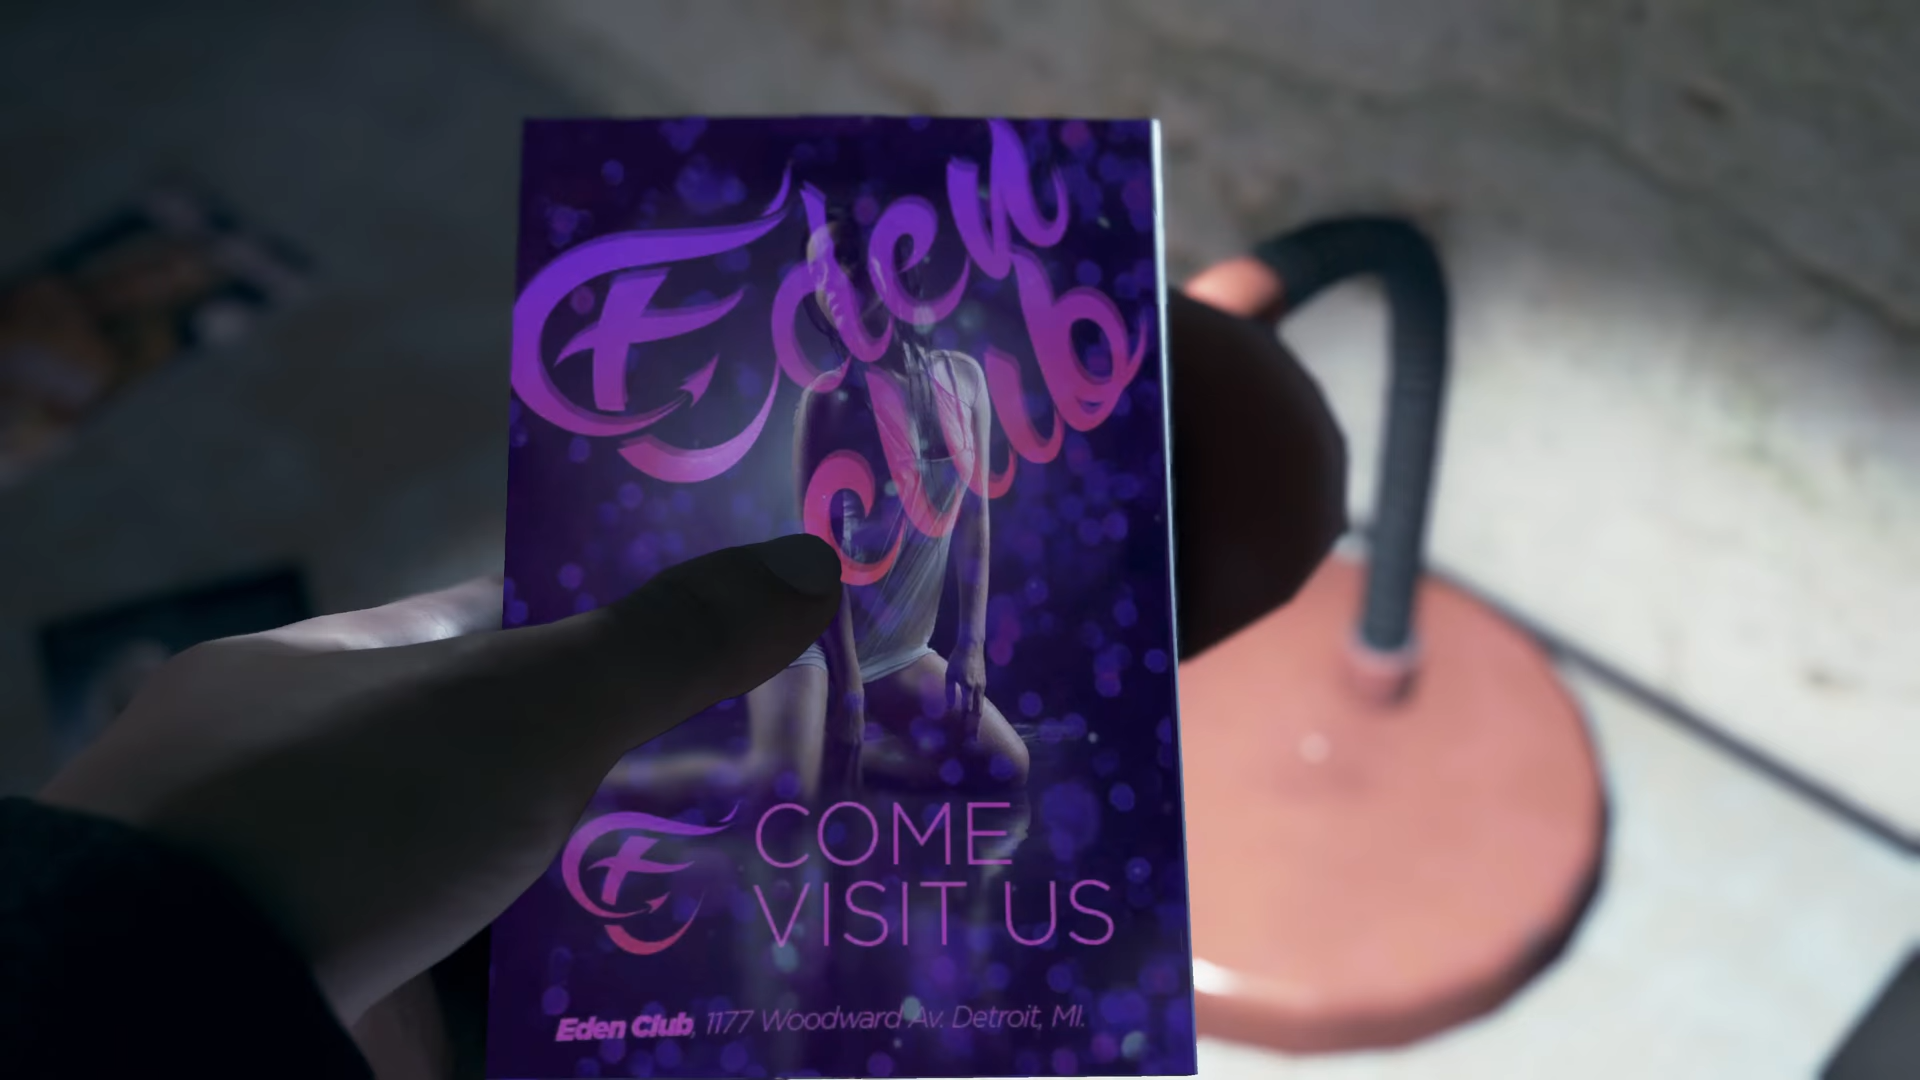 Eden
club
COME
VISIT US
Eden Club, 1177 Woodward Av. Detroit, MI.